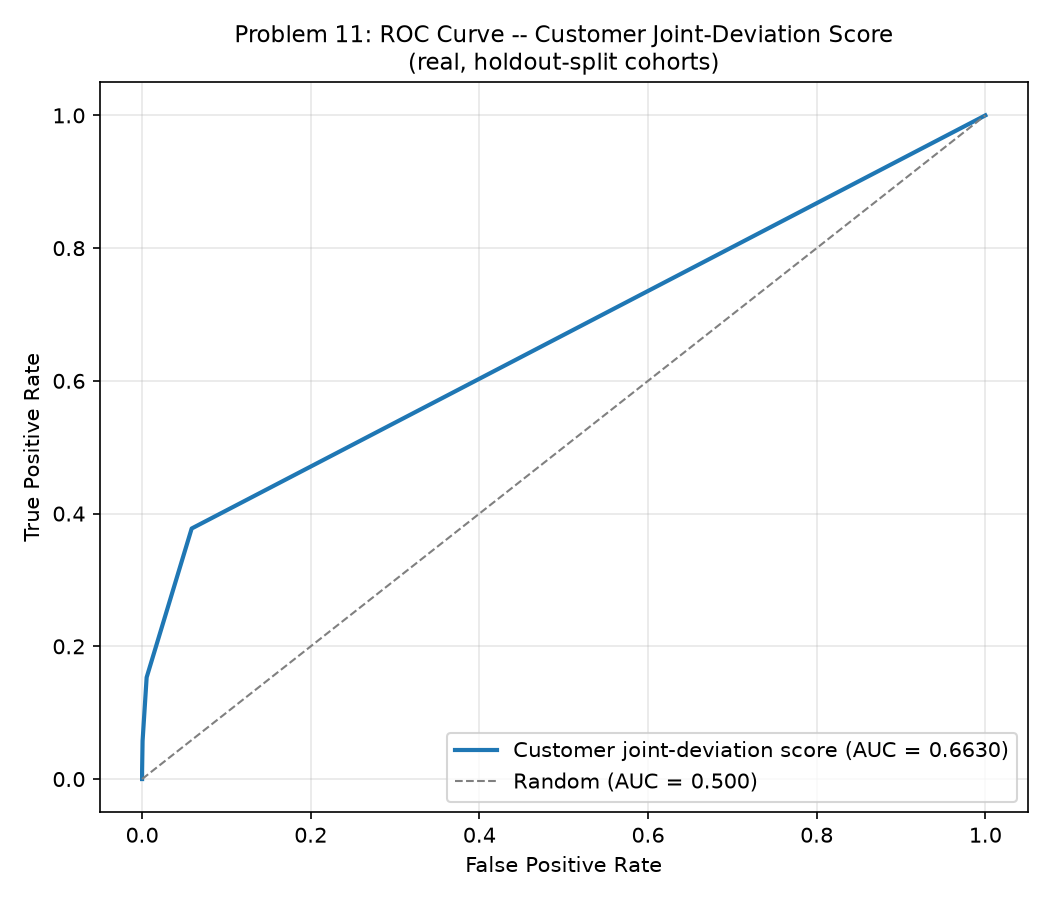 Problem 11: ROC Curve -- Customer Joint-Deviation Score
(real, holdout-split cohorts)
1.0
0.8
0.6
0.4
0.2
0.0
True Positive Rate
Customer joint-deviation score (AUC = 0.6630)
Random (AUC = 0.500)
0.0 0.2 0.4 0.6 0.8 1.0
False Positive Rate